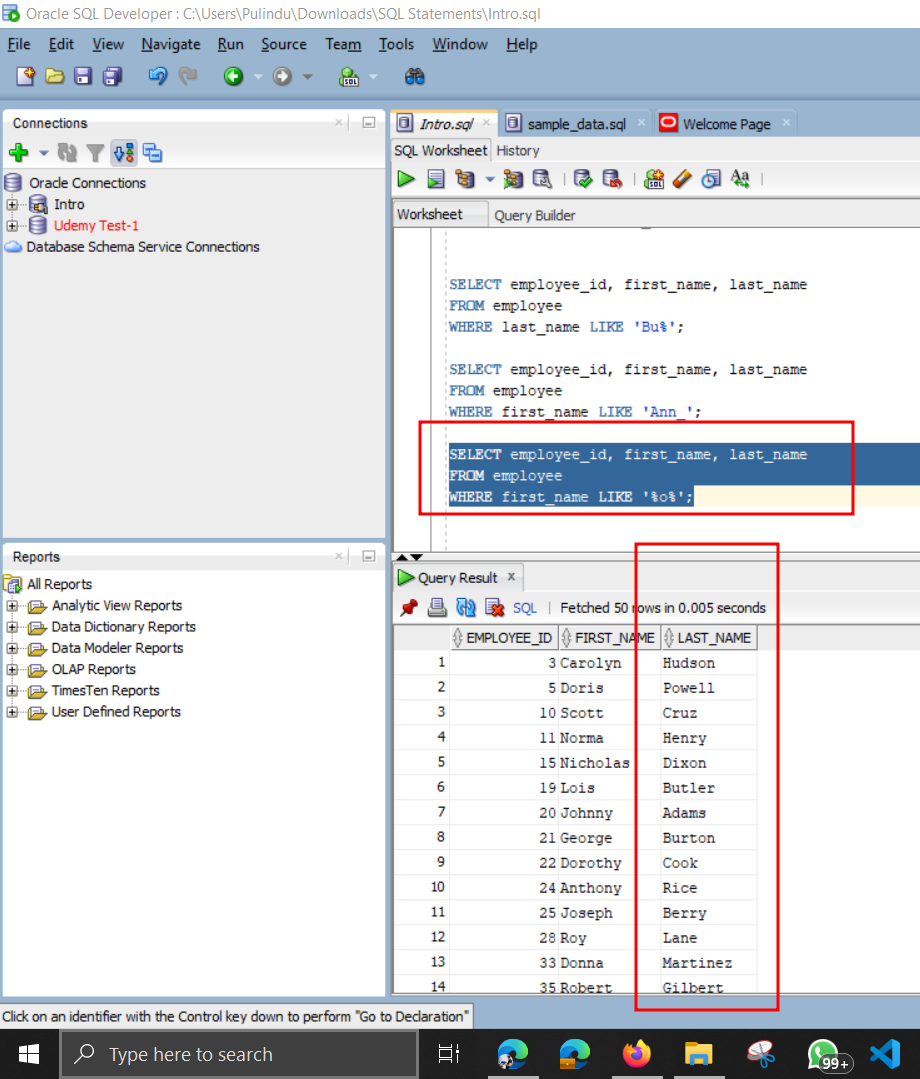 Oracle SQL Developer : C:\Users\Pulindu\Downloads\SQL Statements\Intro.sql
File Edit View Navigate Run Source Team Tools Window Help
SQL
Connections
Oracle Connections
Intro
Udemy Test-1
Database Schema Service Connections
Reports
All Reports
Analytic View Reports
Data Dictionary Reports
Data Modeler Reports
OLAP Reports
TimesTen Reports
User Defined Reports
Intro.sql sample_data.sql Welcome Page
SQL Worksheet History
SQL Aa
Worksheet Query Builder
SELECT employee_id, first_name, last_name
FROM employee
WHERE last_name LIKE 'Bu%';
SELECT employee_id, first_name, last_name
FROM employee
WHERE first_name LIKE 'Ann_';
SELECT employee_id, first_name, last_name
FROM employee
WHERE first_name LIKE '%o%';
Query Result
SQL | Fetched 50 rows in 0.005 seconds
EMPLOYEE_ID FIRST_NAME LAST_NAME
1 3 Carolyn Hudson
2 5 Doris Powell
3 10 Scott Cruz
4 11 Norma Henry
5 15 Nicholas Dixon
6 19 Lois Butler
7 20 Johnny Adams
8 21 George Burton
9 22 Dorothy Cook
10 24 Anthony Rice
11 25 Joseph Berry
12 28 Roy Lane
13 33 Donna Martinez
14 35 Robert Gilbert
Click on an identifier with the Control key down to perform "Go to Declaration"
Type here to search
99+